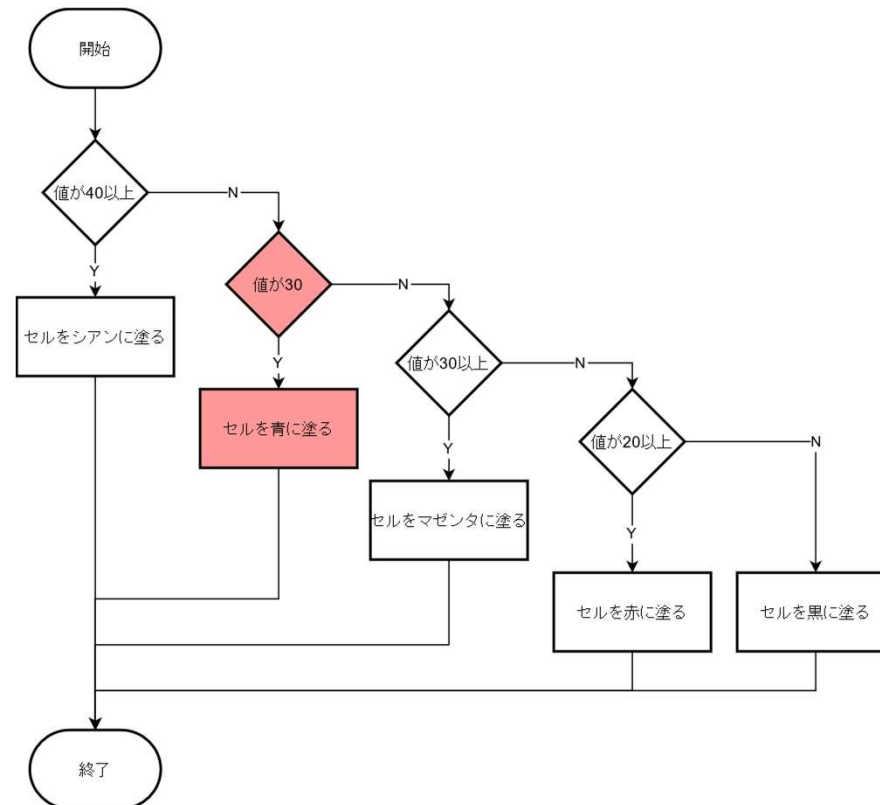 開始
値が40以上
N
Y
セルをシアンに塗る
値が30
N
Y
セルを青に塗る
値が30以上
N
Y
セルをマゼンタに塗る
値が20以上
N
Y
セルを赤に塗る
セルを黒に塗る
終了